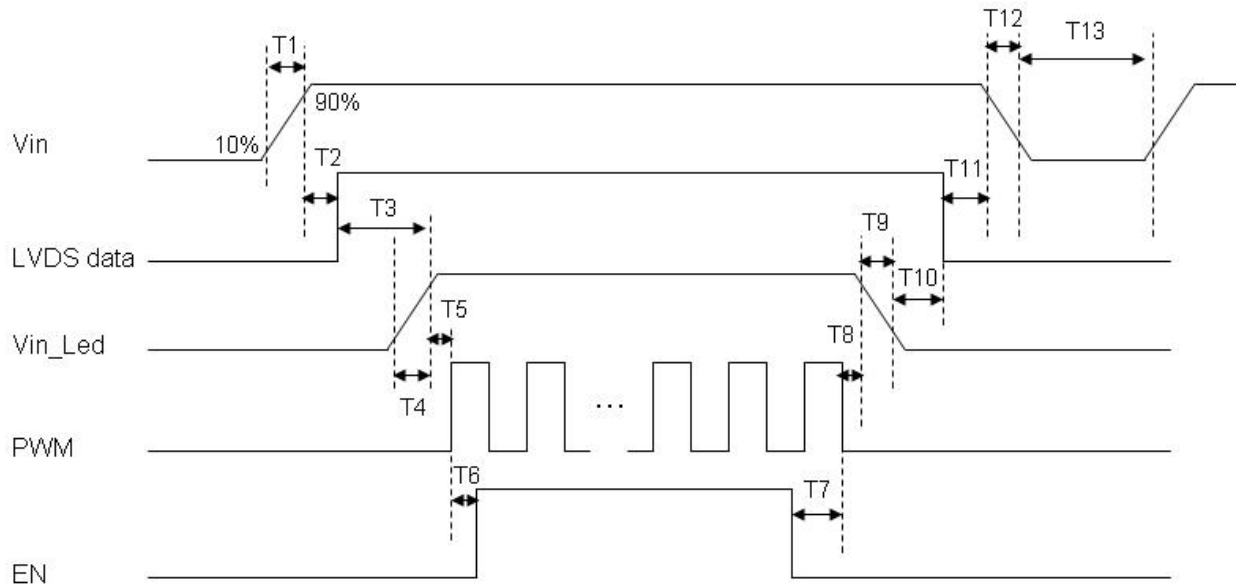 T12
T13
T1
90%
10%
Vin
T2
T11
T3
T9
LVDS data
T10
T5
Vin_Led
T8
T4
...
PWM
T6
T7
EN